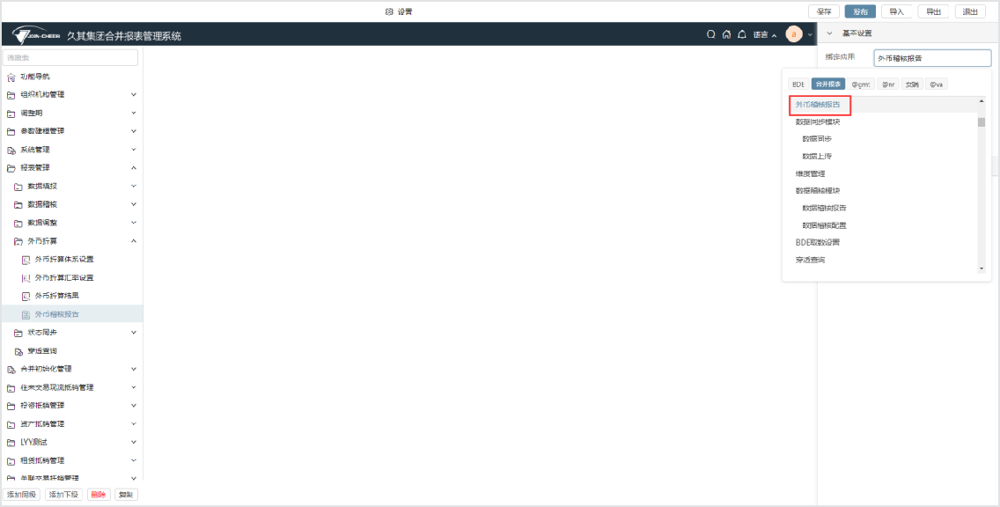 设置
保存 发布 导入 导出 退出
JOIN-CHEER 久其集团合并报表管理系统
语言 a
基本设置
请搜索
绑定应用 外币稽核报告
功能导航
组织机构管理
调整期
参数建模管理
系统管理
报表管理
数据填报
数据稽核
数据调整
外币折算
外币折算体系设置
外币折算汇率设置
外币折算结果
外币稽核报告
状态同步
穿透查询
合并初始化管理
往来交易现流抵销管理
投资抵销管理
资产抵销管理
LYY测试
租赁抵销管理
关联交易抵销管理
添加同级 添加下级 删除 复制
BDE 合并报表 @gmt @nr @va
外币稽核报告
数据同步模块
数据同步
数据上传
维度管理
数据稽核模块
数据稽核报告
数据稽核配置
BDE取数设置
穿透查询